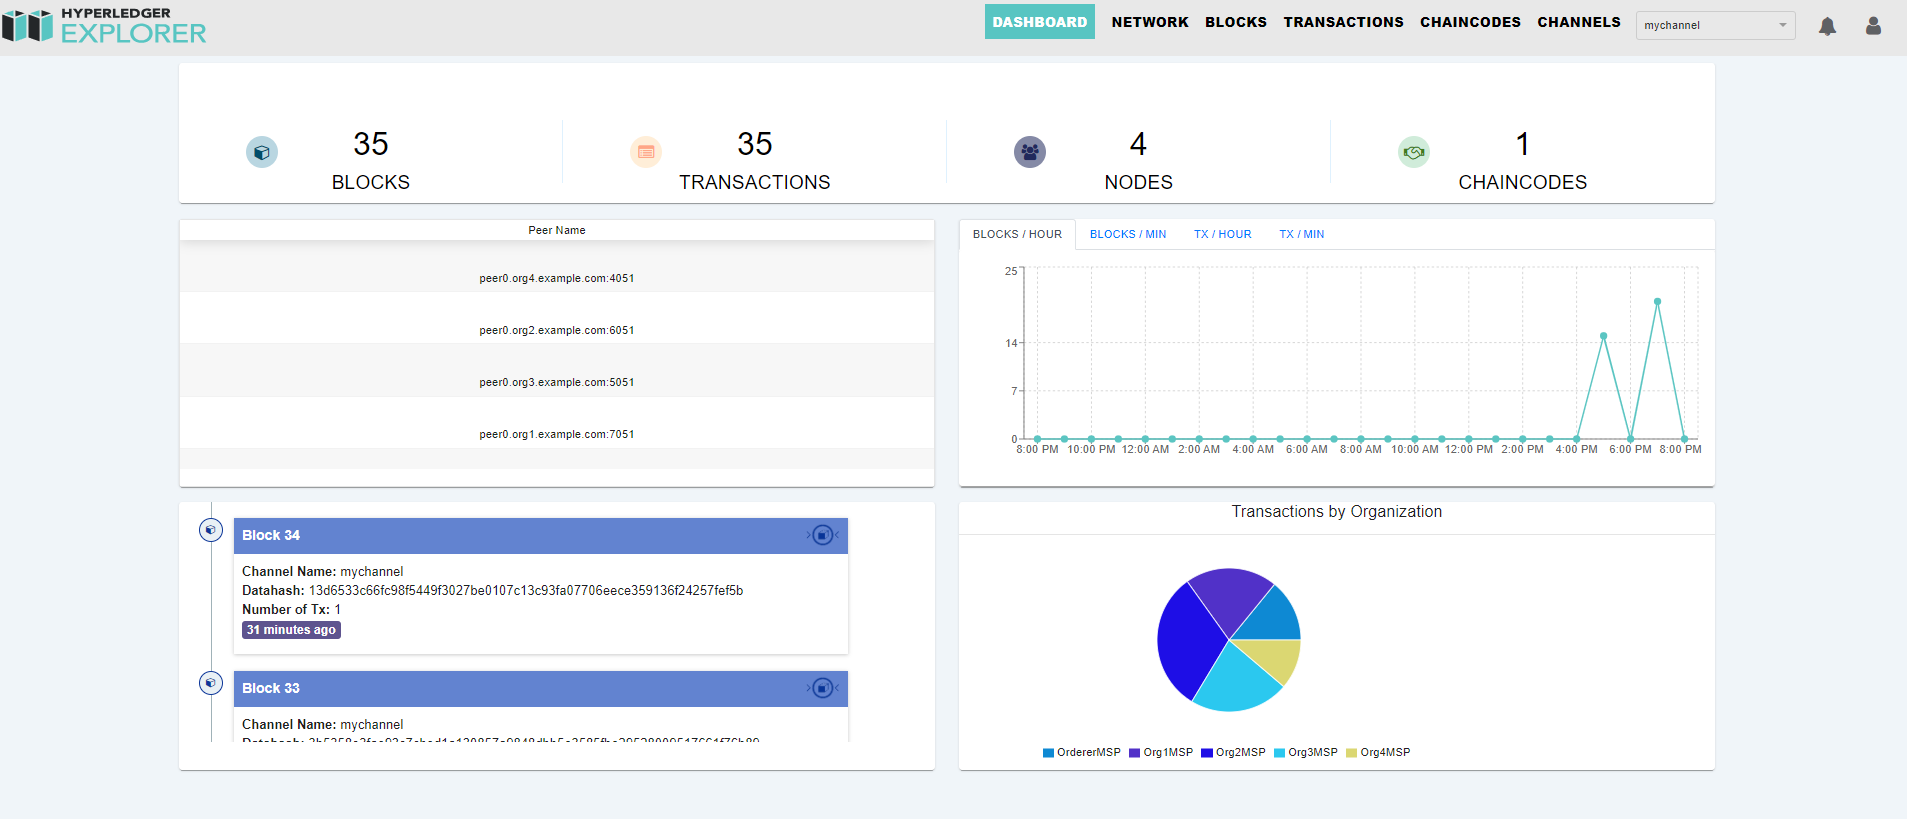 HYPERLEDGER
EXPLORER
DASHBOARD NETWORK BLOCKS TRANSACTIONS CHAINCODES CHANNELS mychannel
35
BLOCKS
35
TRANSACTIONS
4
NODES
1
CHAINCODES
Peer Name
peer0.org4.example.com:4051
peer0.org2.example.com:6051
peer0.org3.example.com:5051
peer0.org1.example.com:7051
BLOCKS / HOUR BLOCKS / MIN TX / HOUR TX / MIN
25
14
7
0
8:00 PM 10:00 PM 12:00 AM 2:00 AM 4:00 AM 6:00 AM 8:00 AM 10:00 AM 12:00 PM 2:00 PM 4:00 PM 6:00 PM 8:00 PM
Block 34
Channel Name: mychannel
Datahash: 13d6533c66fc98f5449f3027be0107c13c93fa07706eece359136f24257fef5b
Number of Tx: 1
31 minutes ago
Block 33
Channel Name: mychannel
Datahash:
Transactions by Organization
OrdererMSP Org1MSP Org2MSP Org3MSP Org4MSP